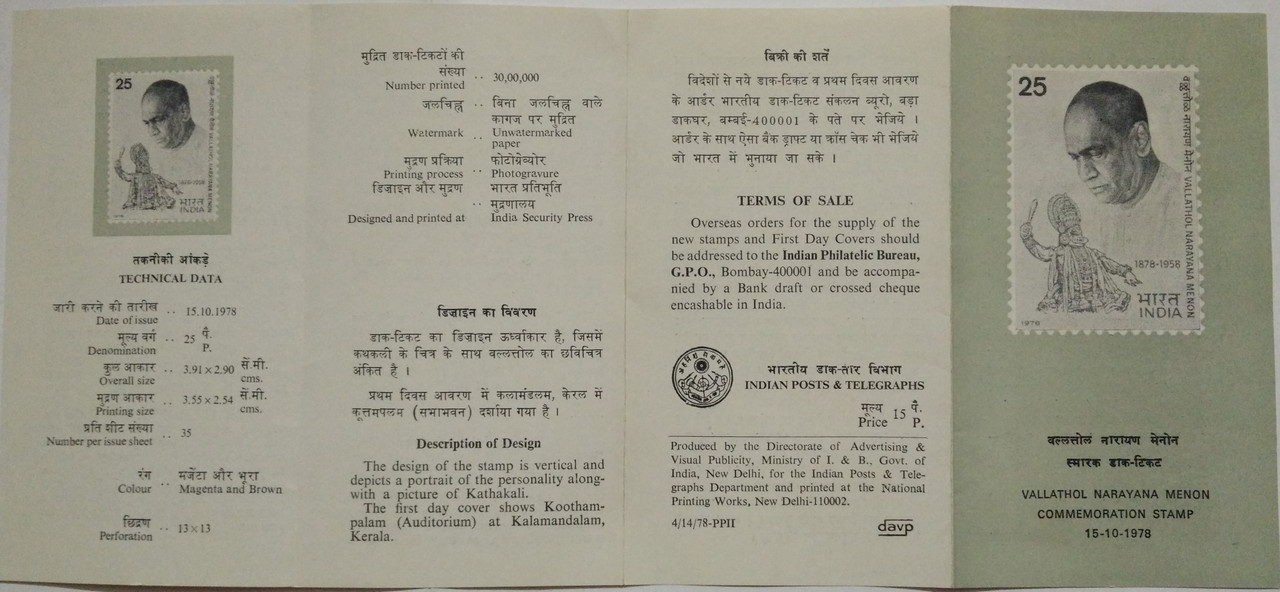 25
1878-1958
भारत
INDIA
VALLATHOL NARAYANA MENON
तकनीकी आंकड़े
TECHNICAL DATA
जारी करने की तारीख .. 15.10.1978
Date of issue
मूल्य वर्ग .. 25 पै.
Denomination P.
कुल आकार .. 3.91×2.90 सें.मी.
Overall size cms.
मुद्रण आकार .. 3.55×2.54 सें.मी.
Printing size cms.
प्रति शीट संख्या .. 35
Number per issue sheet
रंग .. मजेंटा और भूरा
Colour Magenta and Brown
छिद्रण .. 13×13
Perforation
मुद्रित डाक-टिकटों की
संख्या .. 30,00,000
Number printed
जलचिह्न .. बिना जलचिह्न वाले
कागज पर मुद्रित
Watermark .. Unwatermarked
paper
मुद्रण प्रक्रिया फोटोग्रेव्योर
Printing process .. Photogravure
डिजाइन और मुद्रण भारत प्रतिभूति
.. मुद्रणालय
Designed and printed at India Security Press
डिजाइन का विवरण
डाक-टिकट का डिजाइन ऊर्ध्वाकार है, जिसमें
कथकली के चित्र के साथ वल्लत्तोल का छविचित्र
अंकित है ।
प्रथम दिवस आवरण में कलामंडलम, केरल में
कूत्तमपलम (सभाभवन) दर्शाया गया है ।
Description of Design
The design of the stamp is vertical and
depicts a portrait of the personality along-
with a picture of Kathakali.
The first day cover shows Kootham-
palam (Auditorium) at Kalamandalam,
Kerala.
बिक्री की शर्तें
विदेशों से नये डाक-टिकट व प्रथम दिवस आवरण
के आर्डर भारतीय डाक-टिकट संकलन ब्यूरो, बड़ा
डाकघर, बम्बई-400001 के पते पर भेजिये ।
आर्डर के साथ ऐसा बैंक ड्राफ्ट या क्रॉस चेक भी भेजिये
जो भारत में भुनाया जा सके ।
TERMS OF SALE
Overseas orders for the supply of the
new stamps and First Day Covers should
be addressed to the Indian Philatelic Bureau,
G.P.O., Bombay-400001 and be accompa-
nied by a Bank draft or crossed cheque
encashable in India.
भारतीय डाक-तार विभाग
INDIAN POSTS & TELEGRAPHS
मूल्य 15 पै.
Price P.
Produced by the Directorate of Advertising &
Visual Publicity, Ministry of I. & B., Govt. of
India, New Delhi, for the Indian Posts & Tele-
graphs Department and printed at the National
Printing Works, New Delhi-110002.
4/14/78-PPII
davp
25
वल्लत्तोळ नारायण मेनोन VALLATHOL NARAYANA MENON
1878-1958
भारत
INDIA
1978
वल्लत्तोल नारायण मेनोन
स्मारक डाक-टिकट
VALLATHOL NARAYANA MENON
COMMEMORATION STAMP
15-10-1978